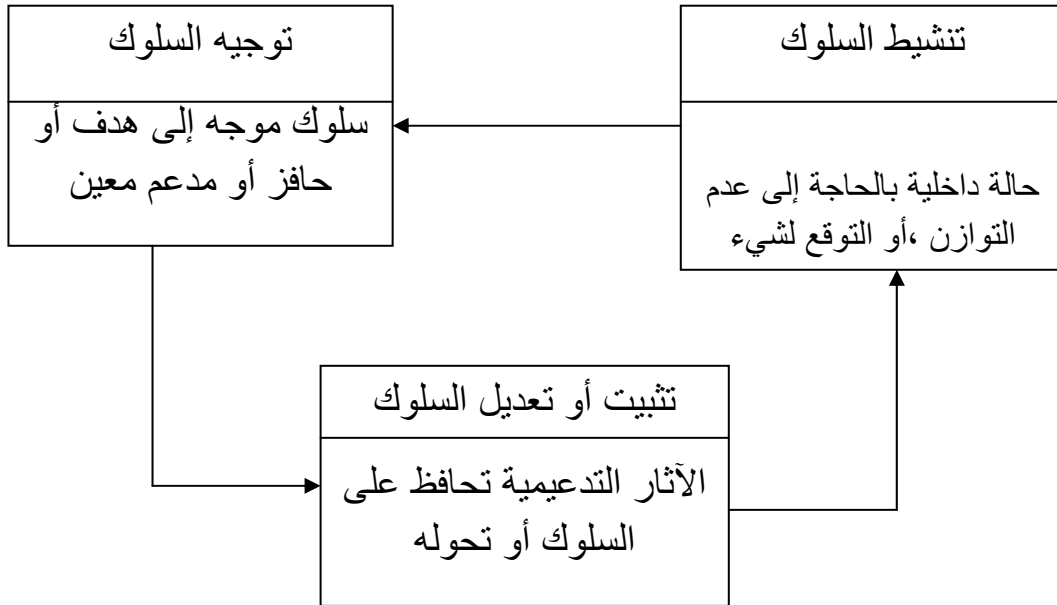 تنشيط السلوك
حالة داخلية بالحاجة إلى عدم
التوازن ،أو التوقع لشيء
توجيه السلوك
سلوك موجه إلى هدف أو
حافز أو مدعم معين
تثبيت أو تعديل السلوك
الآثار التدعيمية تحافظ على
السلوك أو تحوله